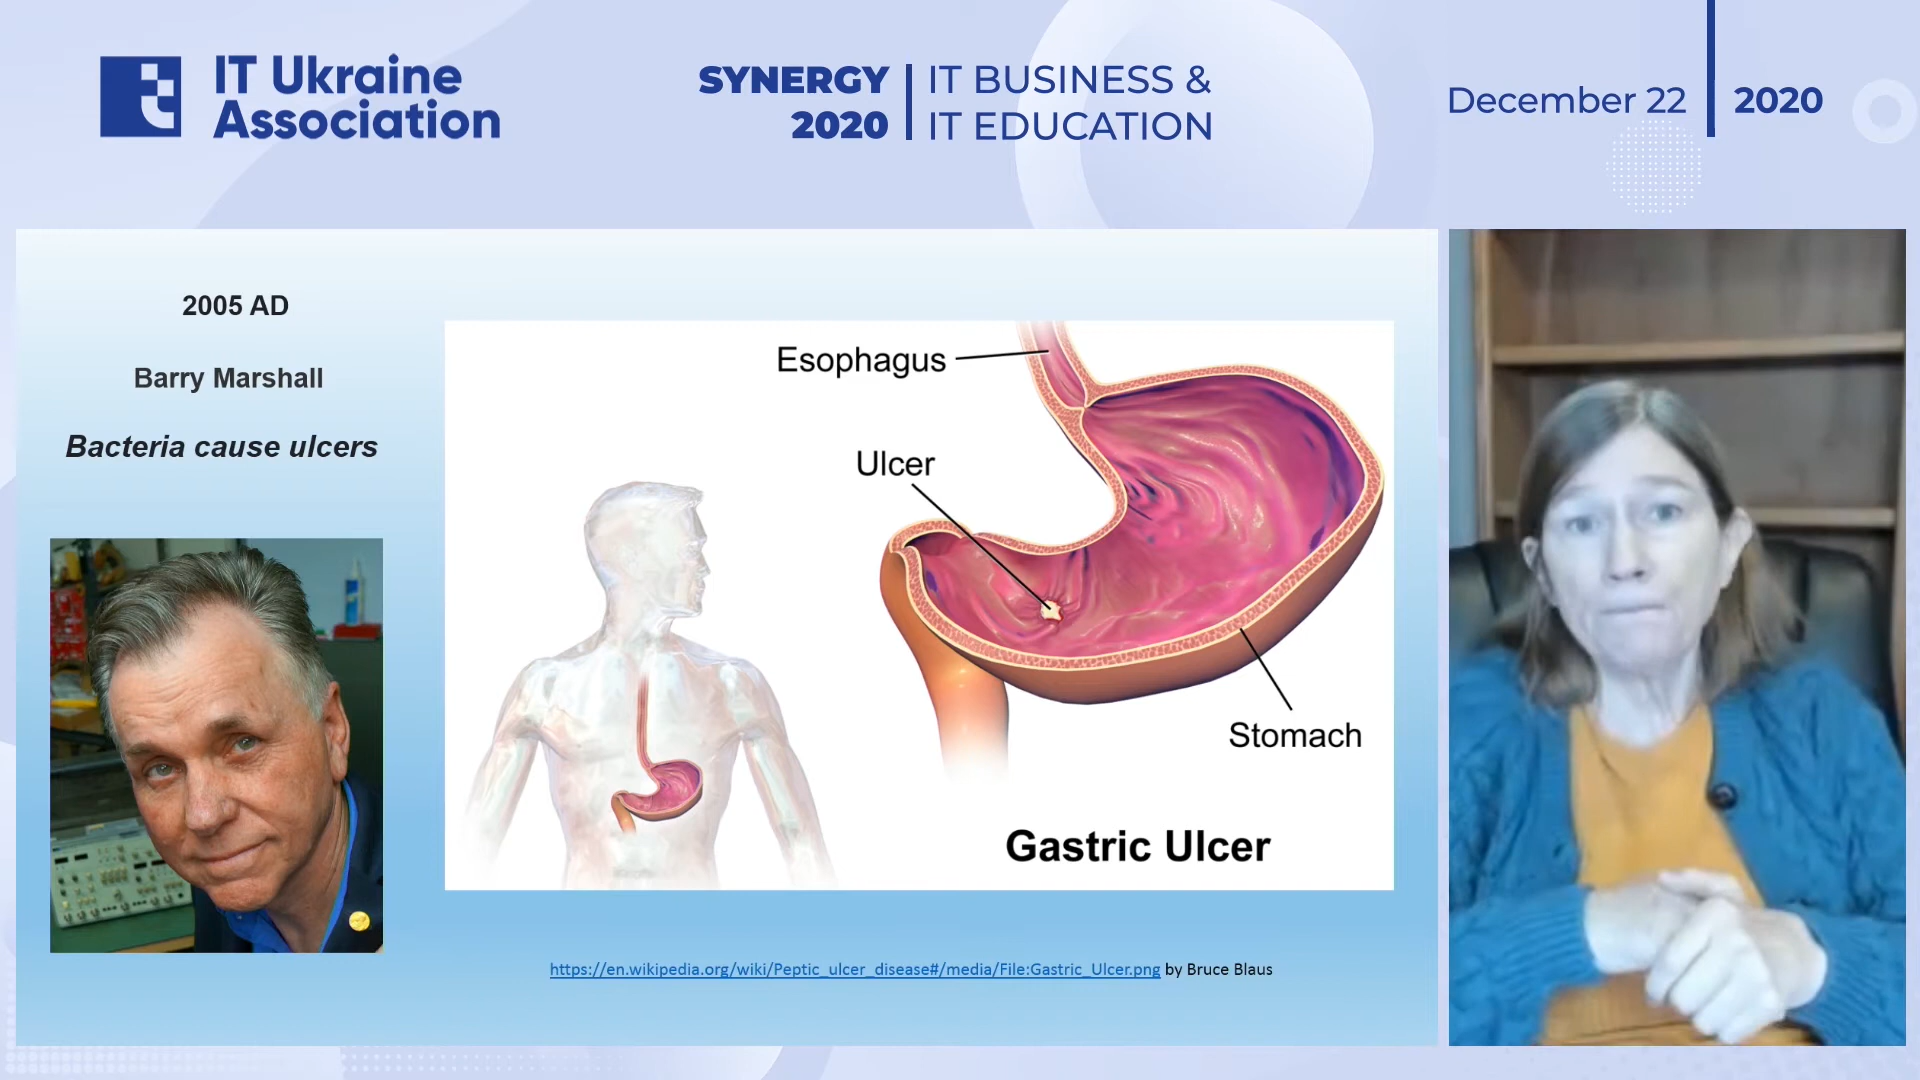 IT Ukraine
Association
SYNERGY
2020
IT BUSINESS &
IT EDUCATION
December 22
2020
2005 AD
Barry Marshall
Bacteria cause ulcers
Esophagus
Ulcer
Stomach
Gastric Ulcer
https://en.wikipedia.org/wiki/Peptic_ulcer_disease#/media/File:Gastric_Ulcer.png by Bruce Blaus